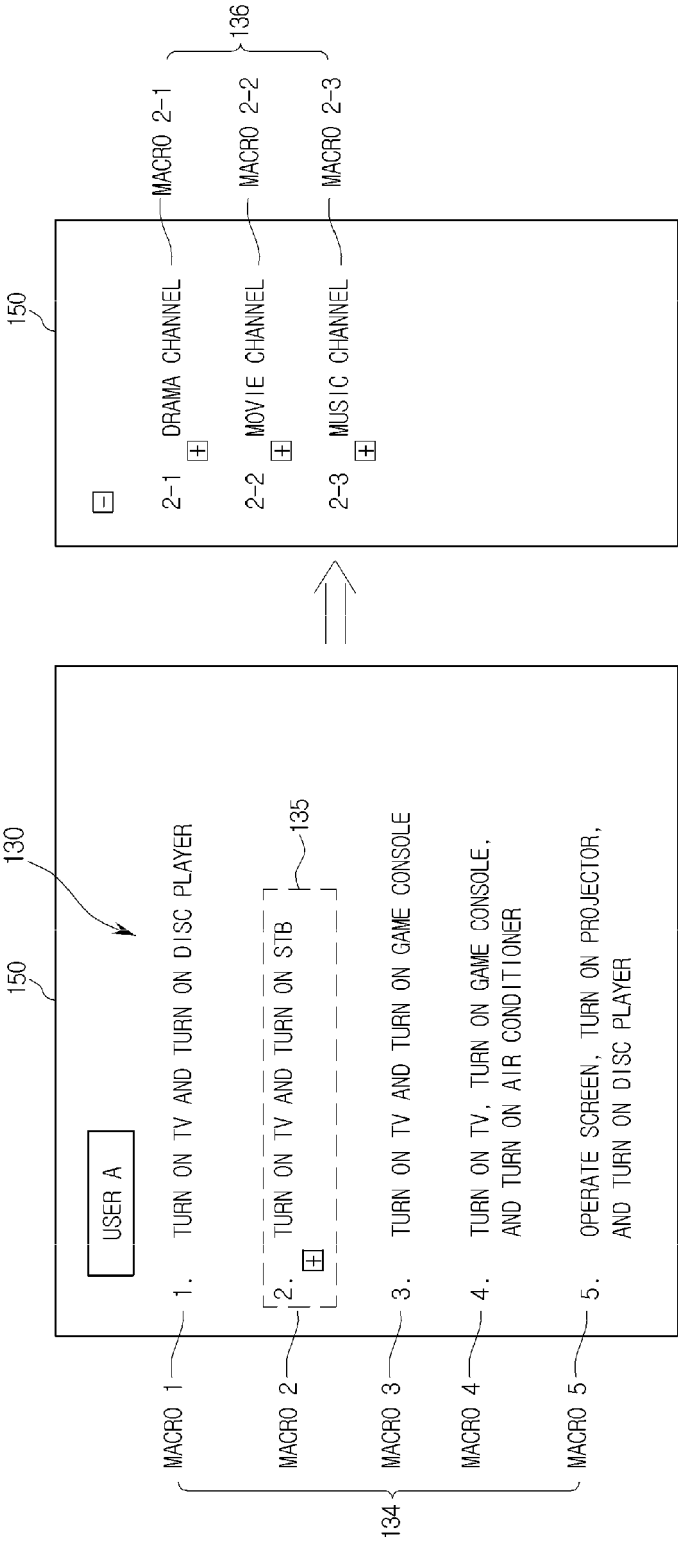 150
130
USER A
MACRO 1
1. TURN ON TV AND TURN ON DISC PLAYER
MACRO 2
2. TURN ON TV AND TURN ON STB
+
135
MACRO 3
3. TURN ON TV AND TURN ON GAME CONSOLE
MACRO 4
4. TURN ON TV, TURN ON GAME CONSOLE,
AND TURN ON AIR CONDITIONER
MACRO 5
5. OPERATE SCREEN, TURN ON PROJECTOR,
AND TURN ON DISC PLAYER
134
150
-
2-1 DRAMA CHANNEL
+
MACRO 2-1
2-2 MOVIE CHANNEL
+
MACRO 2-2
2-3 MUSIC CHANNEL
+
MACRO 2-3
136